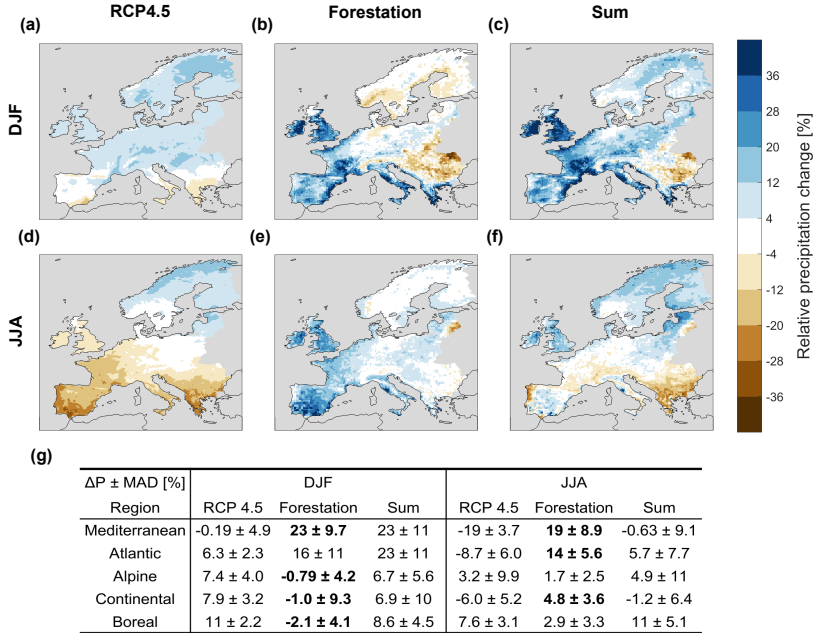 RCP4.5 Forestation Sum
(a) (b) (c)
DJF
(d) (e) (f)
JJA
36
28
20
12
4
-4
-12
-20
-28
-36
Relative precipitation change [%]
(g)
ΔP ± MAD [%] DJF JJA
Region RCP 4.5 Forestation Sum RCP 4.5 Forestation Sum
Mediterranean -0.19 ± 4.9 23 ± 9.7 23 ± 11 -19 ± 3.7 19 ± 8.9 -0.63 ± 9.1
Atlantic 6.3 ± 2.3 16 ± 11 23 ± 11 -8.7 ± 6.0 14 ± 5.6 5.7 ± 7.7
Alpine 7.4 ± 4.0 -0.79 ± 4.2 6.7 ± 5.6 3.2 ± 9.9 1.7 ± 2.5 4.9 ± 11
Continental 7.9 ± 3.2 -1.0 ± 9.3 6.9 ± 10 -6.0 ± 5.2 4.8 ± 3.6 -1.2 ± 6.4
Boreal 11 ± 2.2 -2.1 ± 4.1 8.6 ± 4.5 7.6 ± 3.1 2.9 ± 3.3 11 ± 5.1